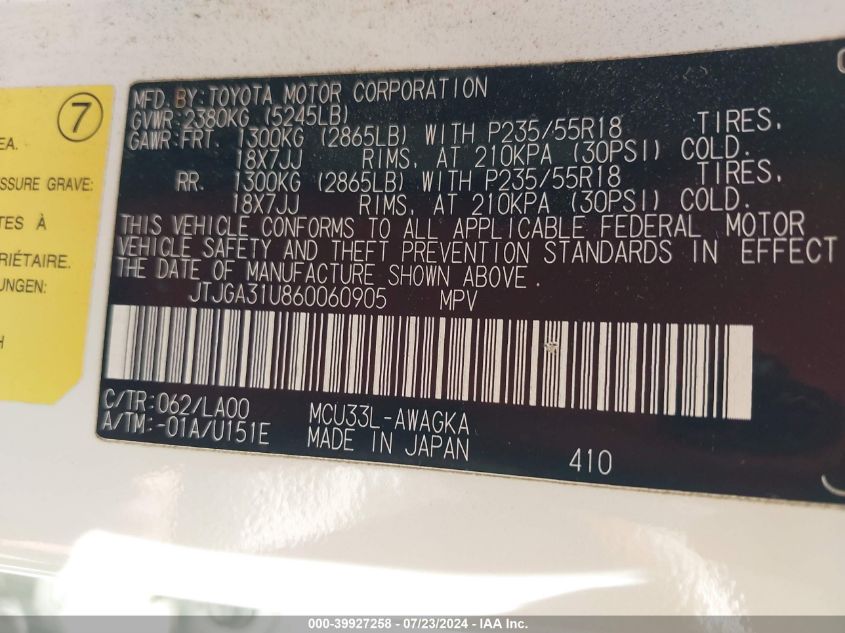 7
EA.
SSURE GRAVE:
TES À
RIÉTAIRE.
UNGEN:
H
MFD. BY: TOYOTA MOTOR CORPORATION
GVWR: 2380KG (5245LB)
GAWR: FRT. 1300KG (2865LB) WITH P235/55R18 TIRES,
18X7JJ RIMS, AT 210KPA (30PSI) COLD.
RR. 1300KG (2865LB) WITH P235/55R18 TIRES,
18X7JJ RIMS, AT 210KPA (30PSI) COLD.
THIS VEHICLE CONFORMS TO ALL APPLICABLE FEDERAL MOTOR
VEHICLE SAFETY AND THEFT PREVENTION STANDARDS IN EFFECT
THE DATE OF MANUFACTURE SHOWN ABOVE.
JTJGA31U860060905 MPV
C/TR: 062/LA00 MCU33L-AWAGKA
A/TM: -01A/U151E MADE IN JAPAN 410
000-39927258 - 07/23/2024 - IAA Inc.